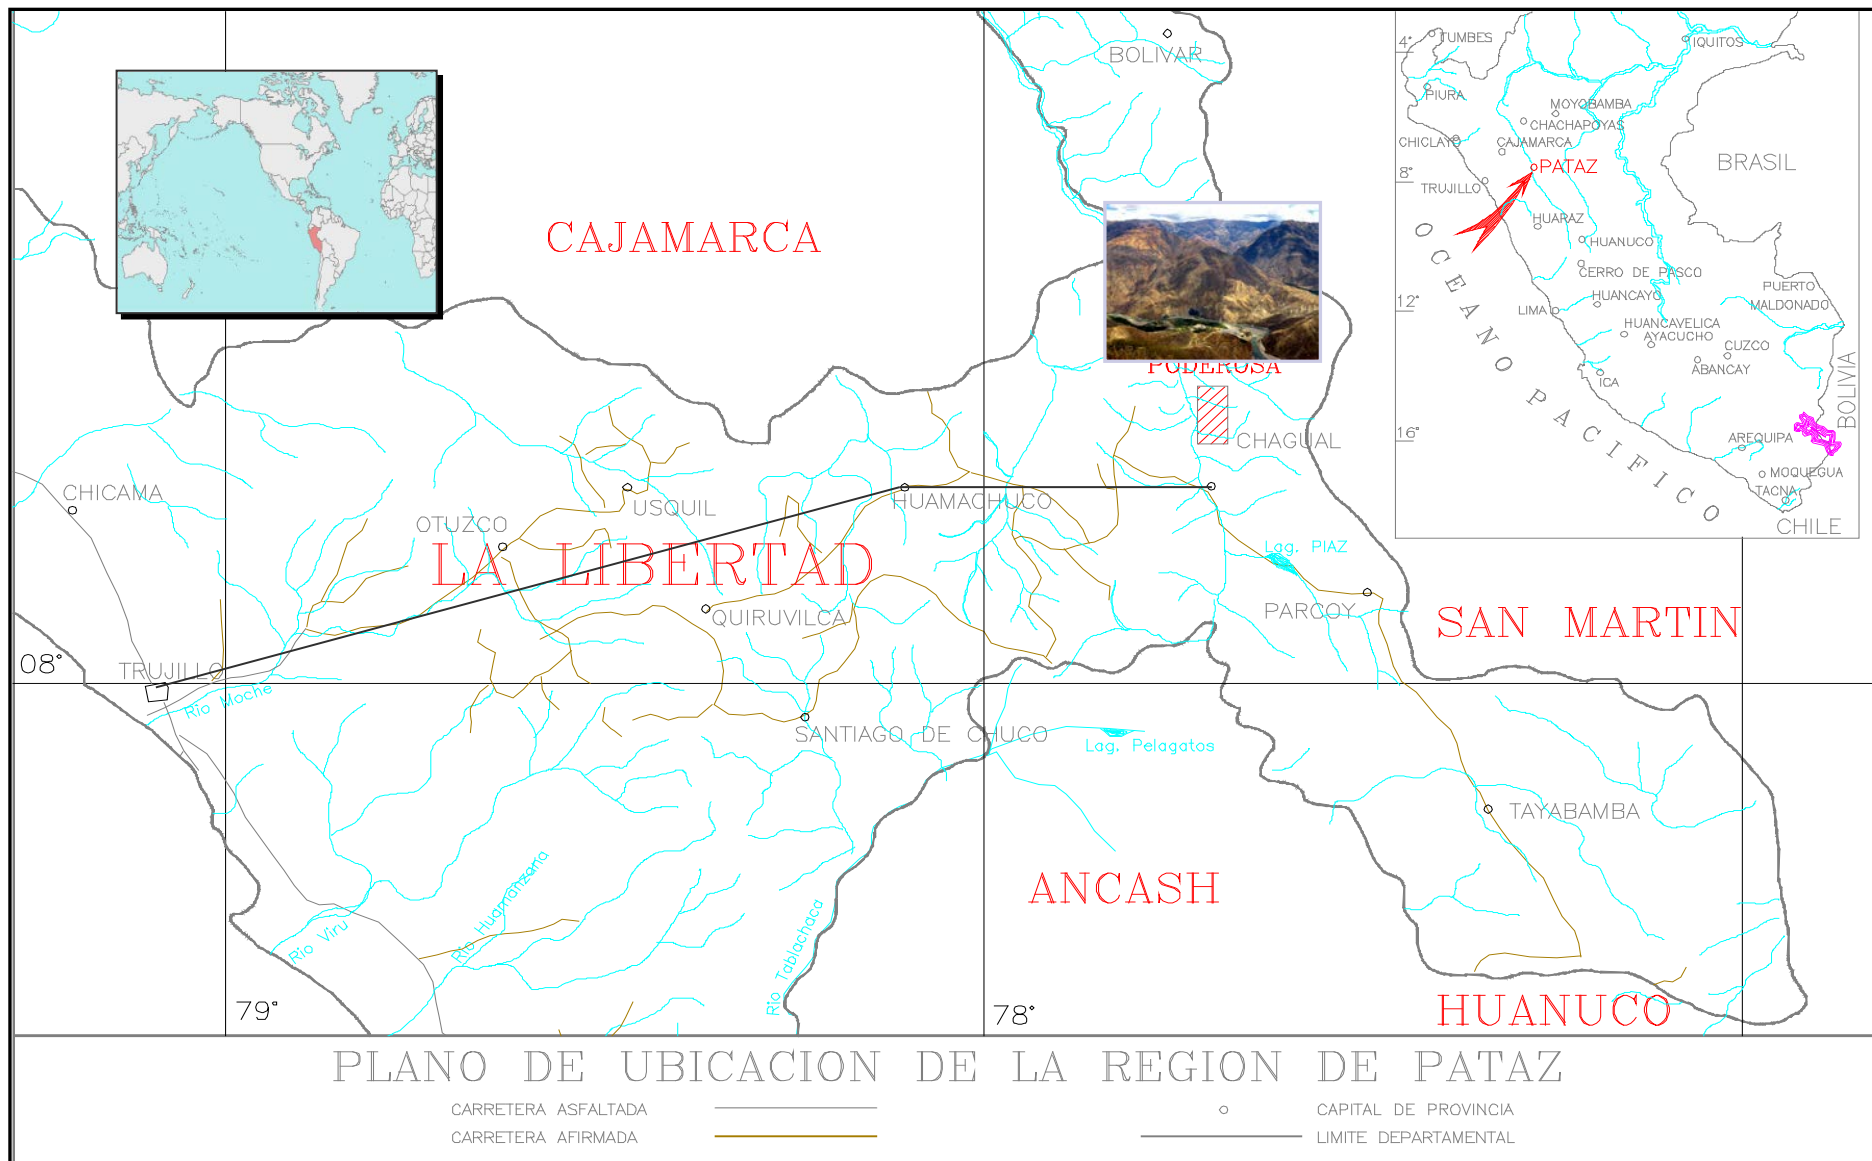 BOLIVAR
CAJAMARCA
PODEROSA
CHAGUAL
CHICAMA
USQUIL
HUAMACHUCO
OTUZCO
LA LIBERTAD
Lag. PIAZ
QUIRUVILCA
PARCOY
SAN MARTIN
08°
TRUJILLO
Rio Moche
SANTIAGO DE CHUCO
Lag. Pelagatos
TAYABAMBA
ANCASH
Rio Viru
Rio Huamanzana
Rio Tablachaca
79°
78°
HUANUCO
4°
TUMBES
IQUITOS
PIURA
MOYOBAMBA
CHACHAPOYAS
CHICLAYO
CAJAMARCA
PATAZ
BRASIL
8°
TRUJILLO
HUARAZ
HUANUCO
CERRO DE PASCO
OCEANO PACIFICO
12°
HUANCAYO
PUERTO
MALDONADO
LIMA
HUANCAVELICA
AYACUCHO
CUZCO
ABANCAY
ICA
BOLIVIA
16°
AREQUIPA
MOQUEGUA
TACNA
CHILE
PLANO DE UBICACION DE LA REGION DE PATAZ
CARRETERA ASFALTADA
CAPITAL DE PROVINCIA
CARRETERA AFIRMADA
LIMITE DEPARTAMENTAL